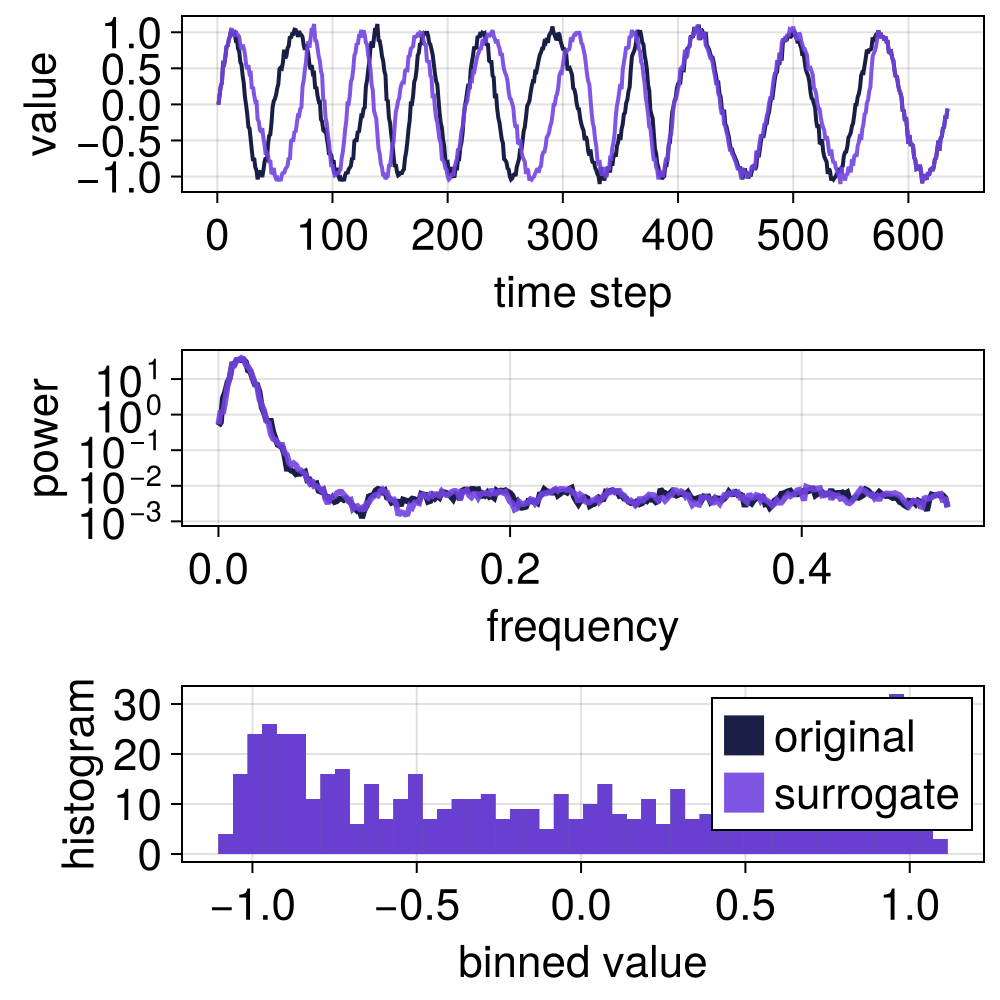 value
1.0
0.5
0.0
−0.5
−1.0
0 100 200 300 400 500 600
time step
power
10¹
10⁰
10⁻¹
10⁻²
10⁻³
0.0 0.2 0.4
frequency
histogram
30
20
10
0
original
surrogate
−1.0 −0.5 0.0 0.5 1.0
binned value